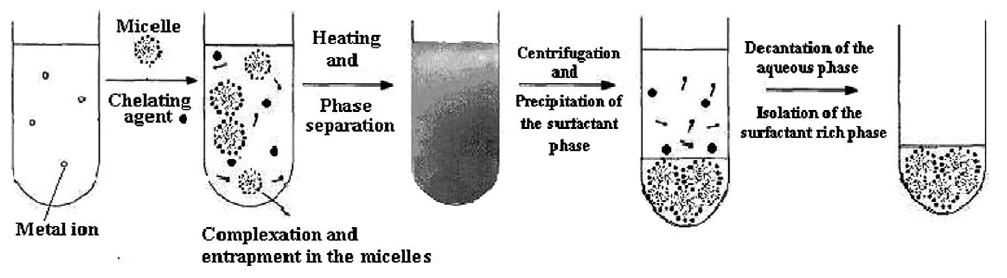 Micelle
Chelating
agent
Metal ion
Complexation and
entrapment in the micelles
Heating
and
Phase
separation
Centrifugation
and
Precipitation of
the surfactant
phase
Decantation of the
aqueous phase
Isolation of the
surfactant rich phase